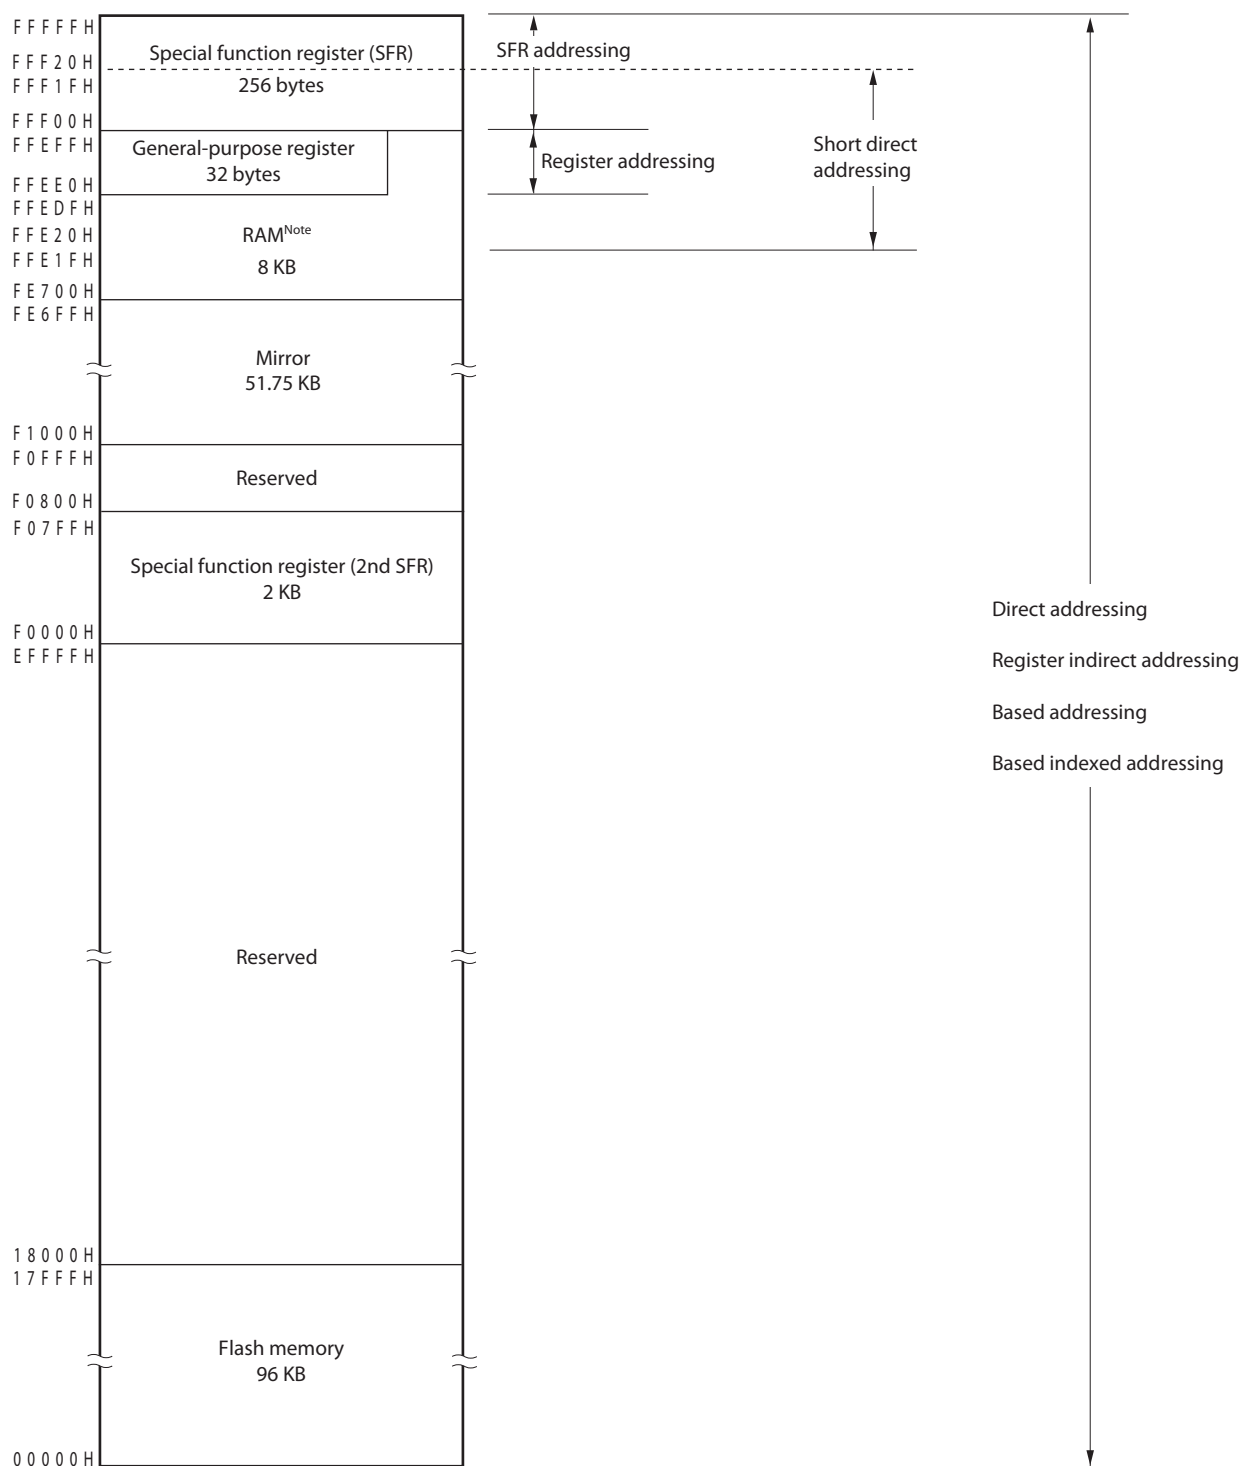 FFFFFH
Special function register (SFR)
SFR addressing
FFF20H
FFF1FH
256 bytes
FFF00H
FFEFFH
General-purpose register
32 bytes
Register addressing
Short direct
addressing
FFEE0H
FFEDFH
FFE20H
RAMNote
FFE1FH
8 KB
FE700H
FE6FFH
Mirror
51.75 KB
F1000H
F0FFFH
Reserved
F0800H
F07FFH
Special function register (2nd SFR)
2 KB
Direct addressing
F0000H
EFFFFH
Register indirect addressing
Based addressing
Based indexed addressing
Reserved
18000H
17FFFH
Flash memory
96 KB
00000H